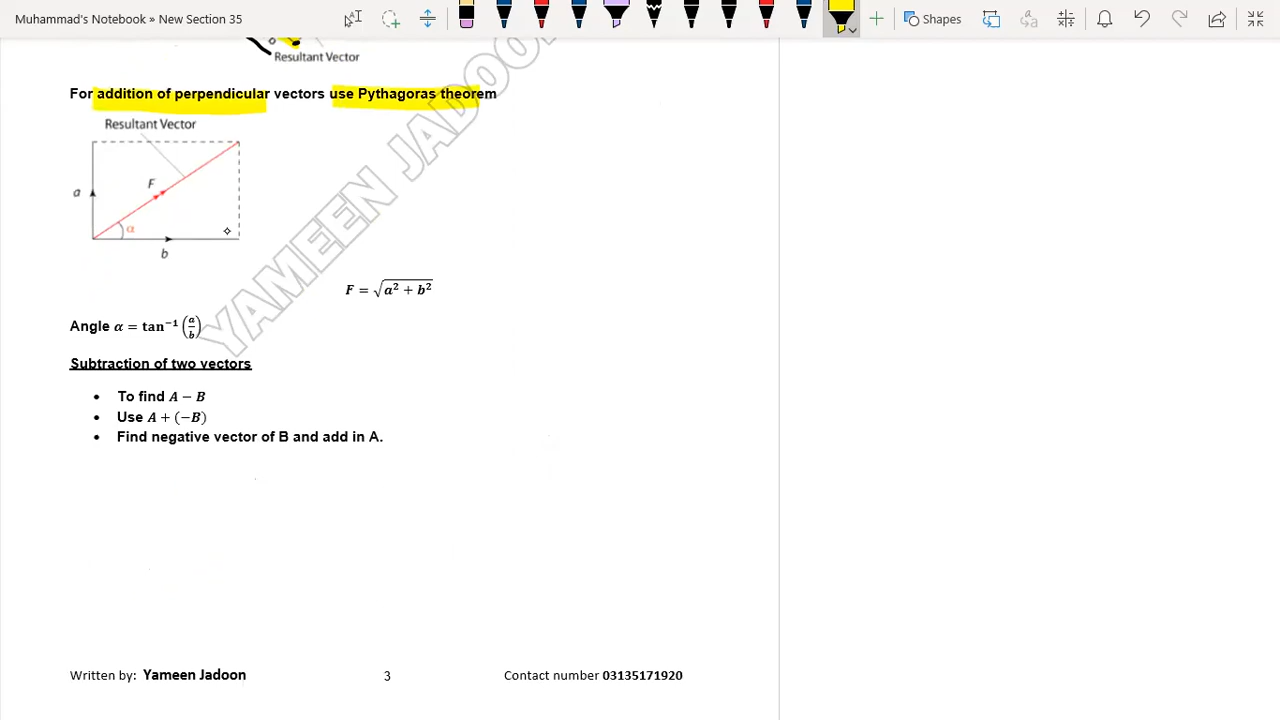 Muhammad's Notebook » New Section 35
Shapes
Resultant Vector
For addition of perpendicular vectors use Pythagoras theorem
Resultant Vector
F
a
α
b
F = √a² + b²
Angle α = tan⁻¹ (a/b)
Subtraction of two vectors
• To find A − B
• Use A + (−B)
• Find negative vector of B and add in A.
YAMEEN JADOON
Written by: Yameen Jadoon 3 Contact number 03135171920